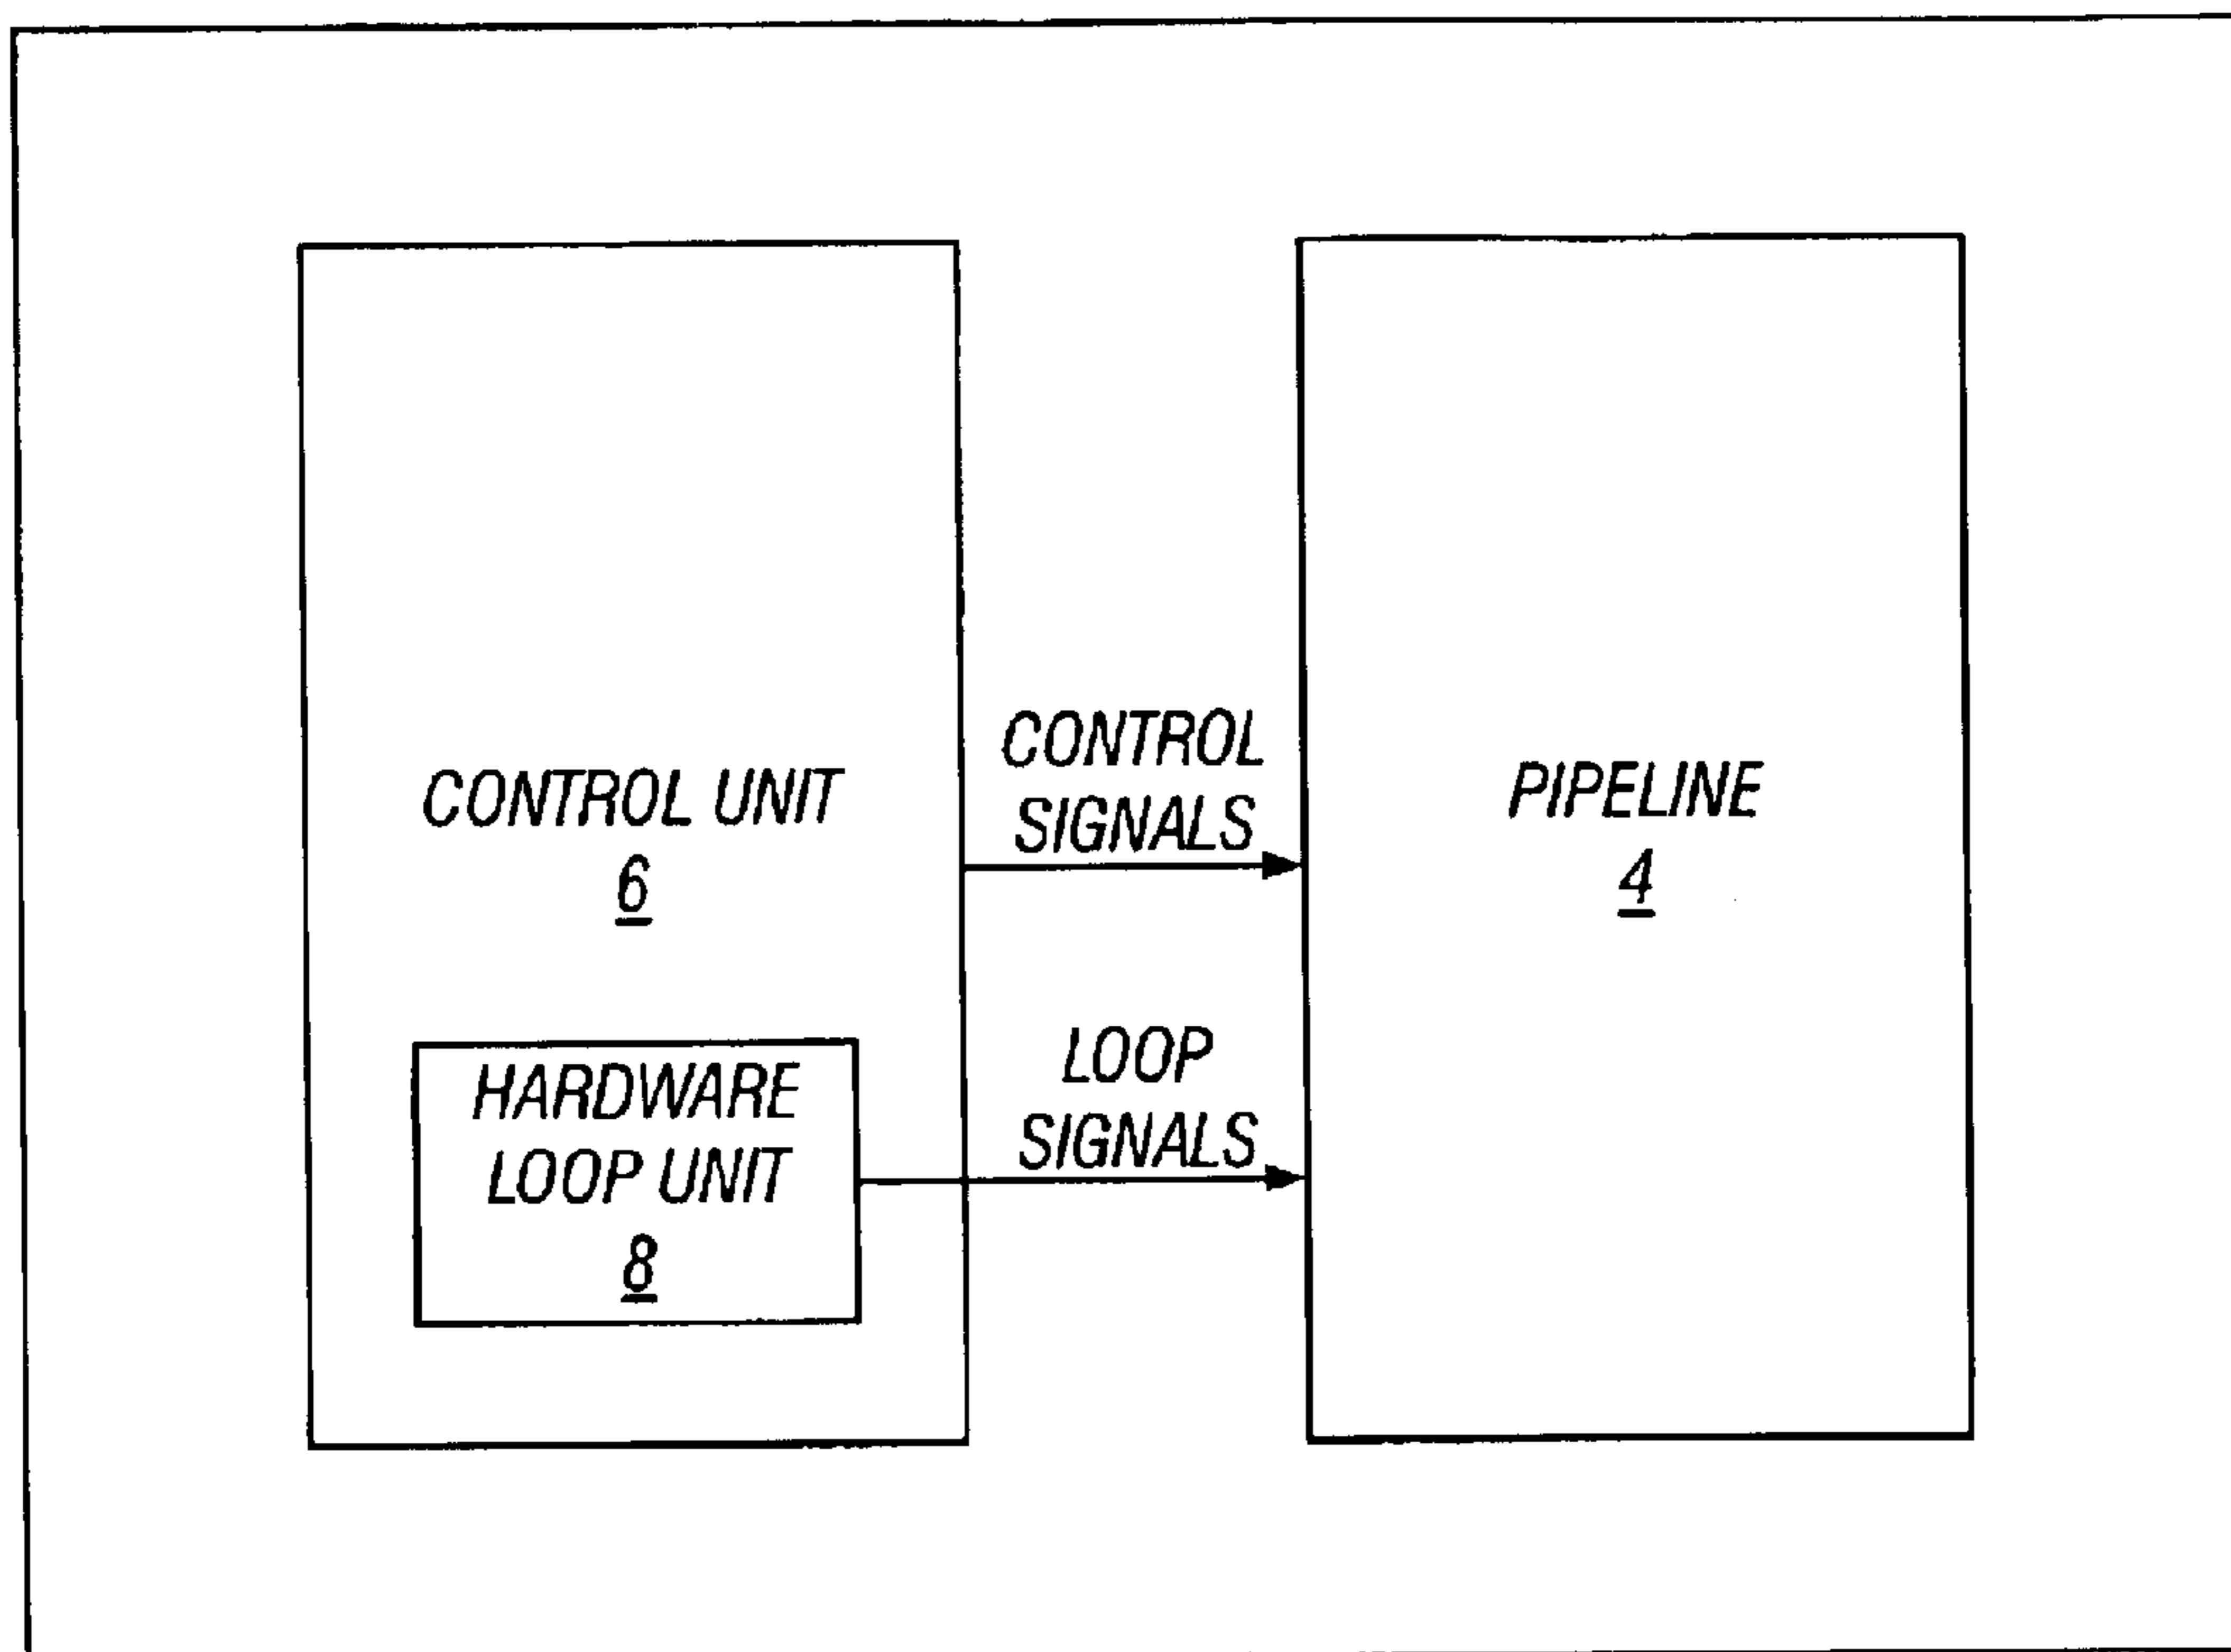 CONTROL UNIT
6
HARDWARE
LOOP UNIT
8
CONTROL
SIGNALS
LOOP
SIGNALS
PIPELINE
4